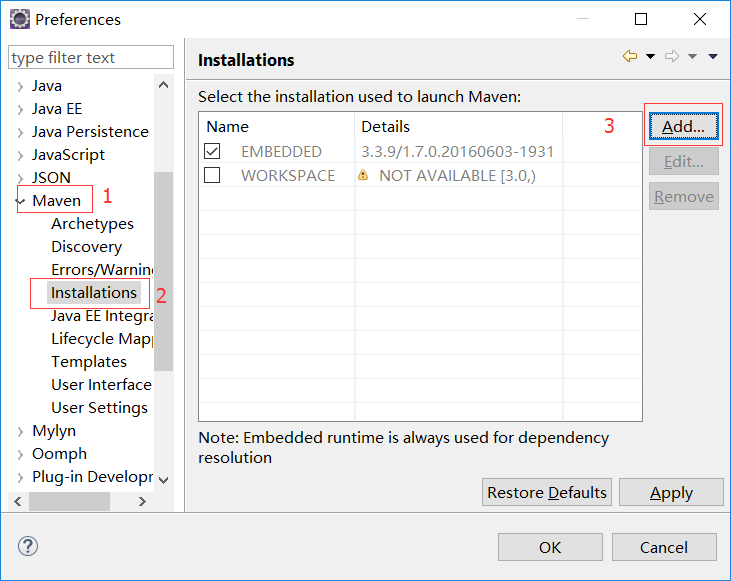 Preferences
type filter text
Java
Java EE
Java Persistence
JavaScript
JSON
Maven
1
Archetypes
Discovery
Errors/Warnin
Installations
2
Java EE Integra
Lifecycle Map
Templates
User Interface
User Settings
Mylyn
Oomph
Plug-in Develop
Installations
Select the installation used to launch Maven:
Name Details
3
EMBEDDED 3.3.9/1.7.0.20160603-1931
WORKSPACE NOT AVAILABLE [3.0,)
Add...
Edit...
Remove
Note: Embedded runtime is always used for dependency
resolution
Restore Defaults Apply
OK Cancel